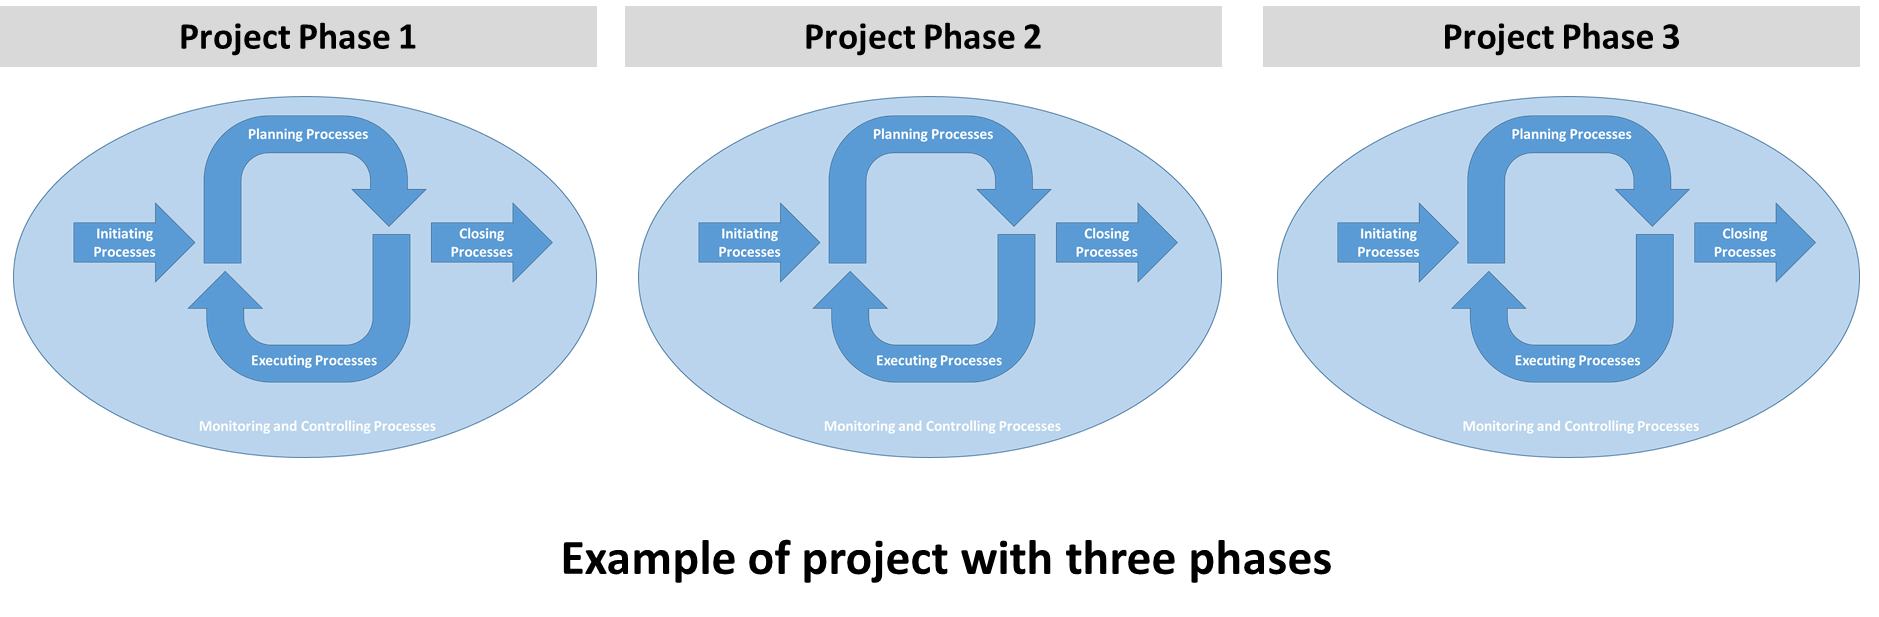 Project Phase 1
Planning Processes
Initiating
Processes
Closing
Processes
Executing Processes
Monitoring and Controlling Processes
Project Phase 2
Planning Processes
Initiating
Processes
Closing
Processes
Executing Processes
Monitoring and Controlling Processes
Project Phase 3
Planning Processes
Initiating
Processes
Closing
Processes
Executing Processes
Monitoring and Controlling Processes
Example of project with three phases